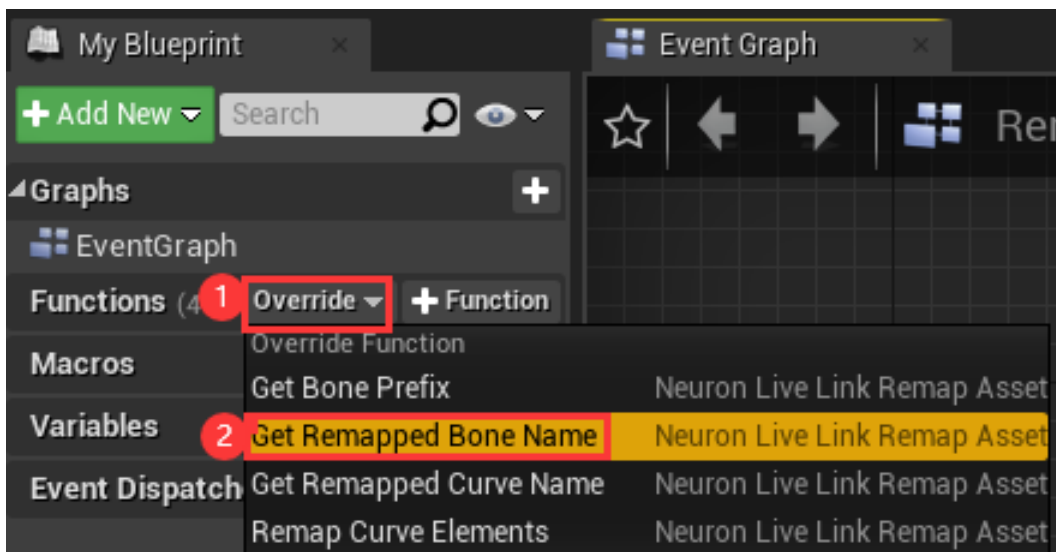 My Blueprint
Event Graph
Add New
Search
Graphs
EventGraph
Functions (4
1
Override
Function
Override Function
Macros
Get Bone Prefix Neuron Live Link Remap Asset
Variables
2
Get Remapped Bone Name Neuron Live Link Remap Asset
Event Dispatch
Get Remapped Curve Name Neuron Live Link Remap Asset
Remap Curve Elements Neuron Live Link Remap Asset